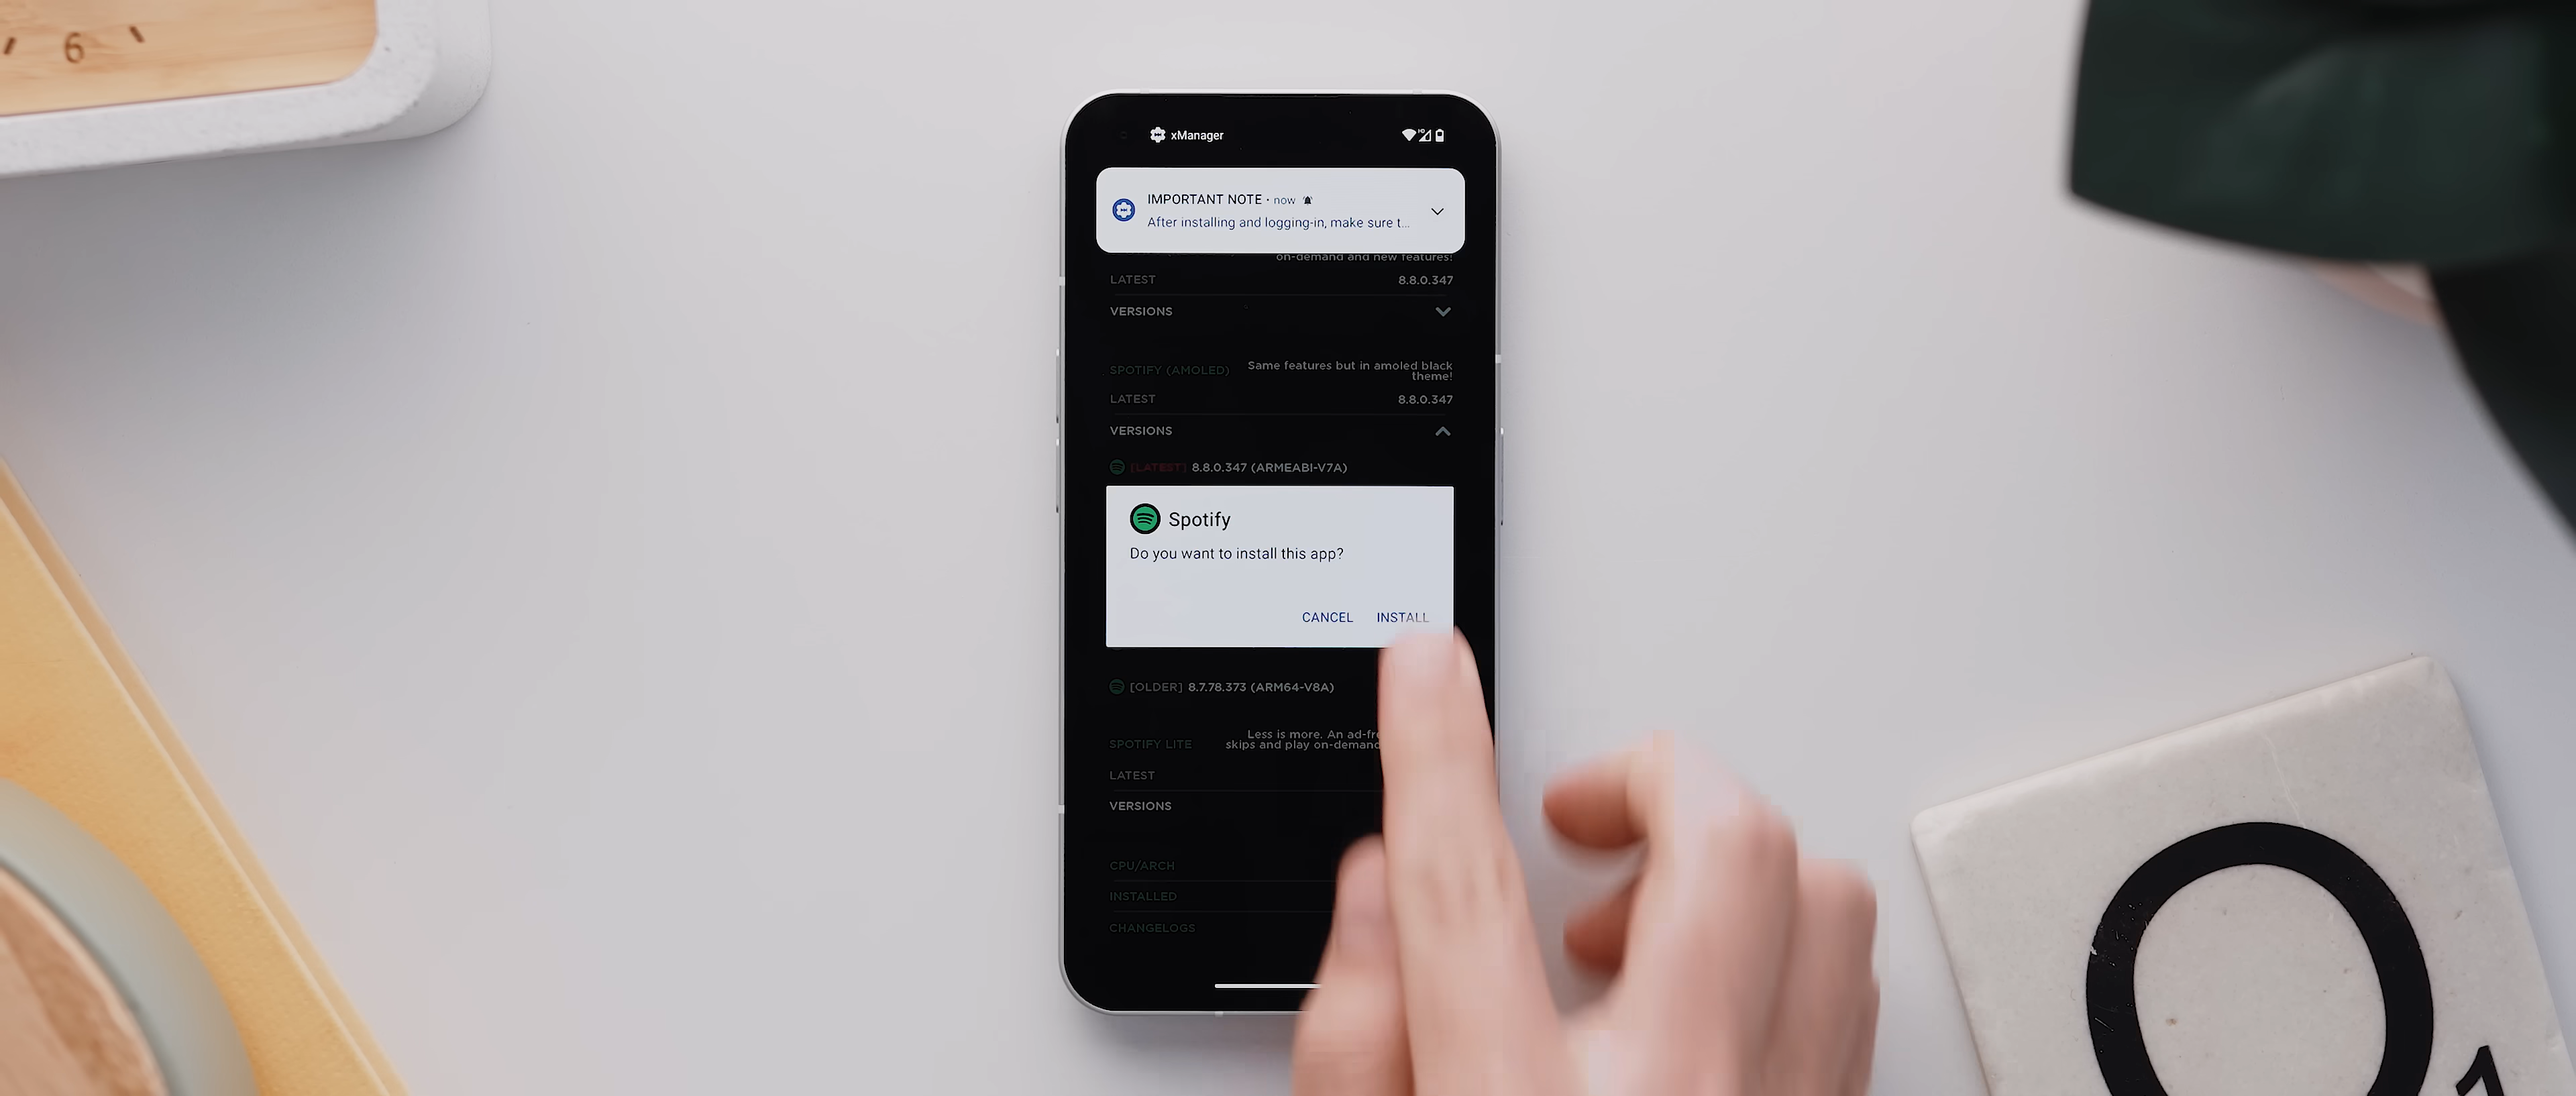 6
xManager
IMPORTANT NOTE • now
After installing and logging-in, make sure t...
on-demand and new features!
LATEST 8.8.0.347
VERSIONS
SPOTIFY (AMOLED) Same features but in amoled black
theme!
LATEST 8.8.0.347
VERSIONS
[LATEST] 8.8.0.347 (ARMEABI-V7A)
Spotify
Do you want to install this app?
CANCEL INSTALL
[OLDER] 8.7.78.373 (ARM64-V8A)
Less is more. An ad-fr
SPOTIFY LITE skips and play on-demand
LATEST
VERSIONS
CPU/ARCH
INSTALLED
CHANGELOGS
O
1